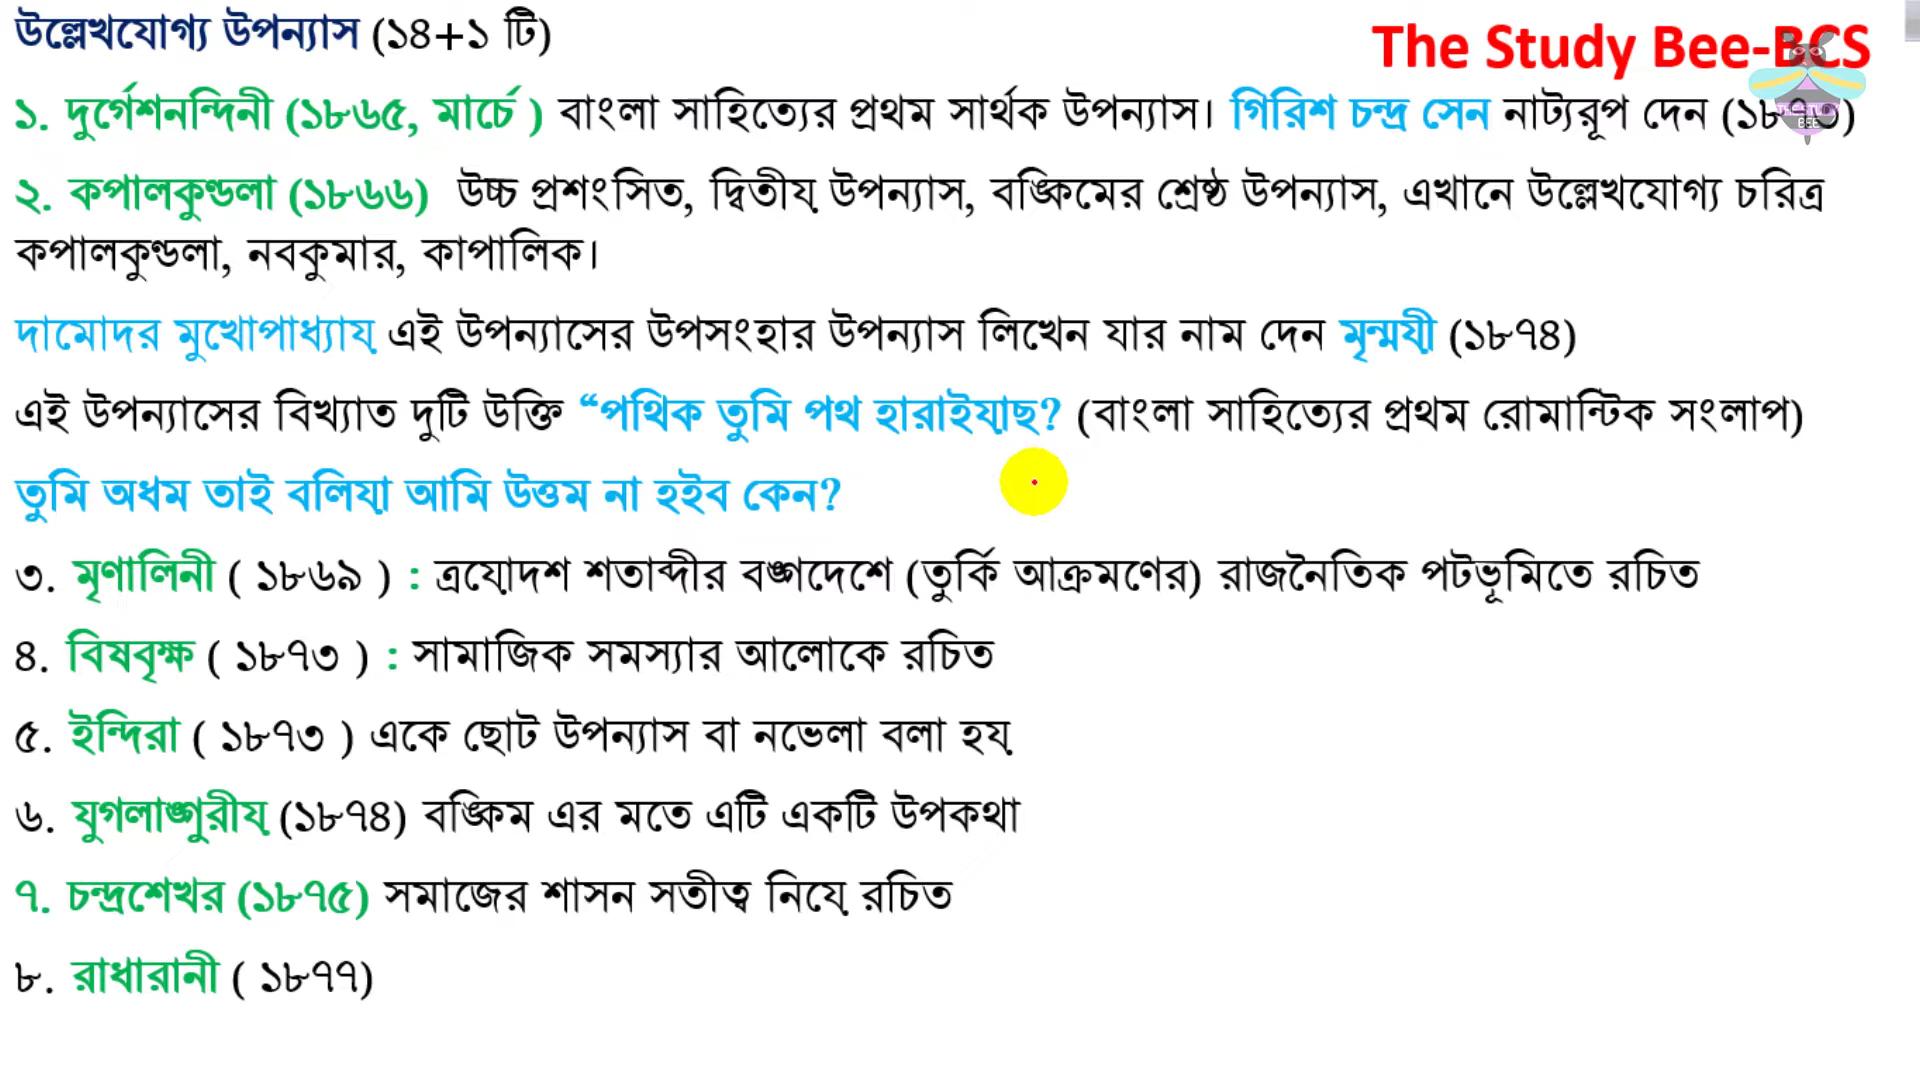 উল্লেখযোগ্য উপন্যাস (১৪+১ টি)
The Study Bee-BCS
১. দুর্গেশনন্দিনী (১৮৬৫, মার্চে ) বাংলা সাহিত্যের প্রথম সার্থক উপন্যাস। গিরিশ চন্দ্র সেন নাট্যরূপ দেন
THE STUDY
BEE
২. কপালকুন্ডলা (১৮৬৬) উচ্চ প্রশংসিত, দ্বিতীয় উপন্যাস, বঙ্কিমের শ্রেষ্ঠ উপন্যাস, এখানে উল্লেখযোগ্য চরিত্র
কপালকুন্ডলা, নবকুমার, কাপালিক।
দামোদর মুখোপাধ্যায় এই উপন্যাসের উপসংহার উপন্যাস লিখেন যার নাম দেন মৃন্ময়ী (১৮৭৪)
এই উপন্যাসের বিখ্যাত দুটি উক্তি “পথিক তুমি পথ হারাইয়াছ? (বাংলা সাহিত্যের প্রথম রোমান্টিক সংলাপ)
তুমি অধম তাই বলিয়া আমি উত্তম না হইব কেন?
৩. মৃণালিনী ( ১৮৬৯ ) : ত্রয়োদশ শতাব্দীর বঙ্গদেশে (তুর্কি আক্রমণের) রাজনৈতিক পটভূমিতে রচিত
৪. বিষবৃক্ষ ( ১৮৭৩ ) : সামাজিক সমস্যার আলোকে রচিত
৫. ইন্দিরা ( ১৮৭৩ ) একে ছোট উপন্যাস বা নভেলা বলা হয়
৬. যুগলাঙ্গুরীয় (১৮৭৪) বঙ্কিম এর মতে এটি একটি উপকথা
৭. চন্দ্রশেখর (১৮৭৫) সমাজের শাসন সতীত্ব নিয়ে রচিত
৮. রাধারানী ( ১৮৭৭)